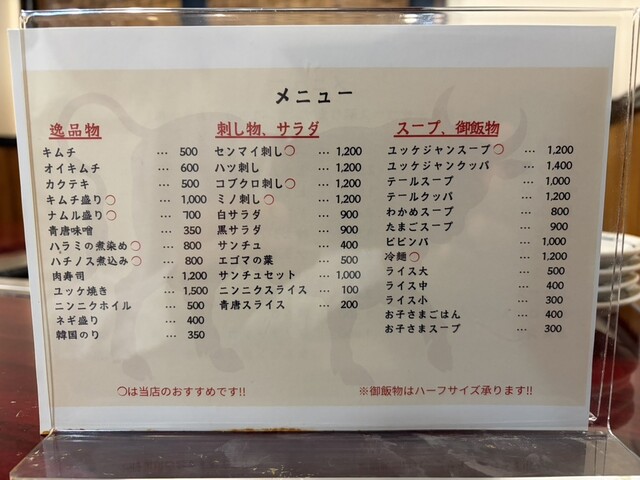 メニュー
逸品物
キムチ … 500
オイキムチ … 600
カクテキ … 500
キムチ盛り〇 … 1,000
ナムル盛り〇 … 700
青唐味噌 … 350
ハラミの煮染め〇 … 800
ハチノス煮込み〇 … 800
肉寿司 … 1,200
ユッケ焼き … 1,500
ニンニクホイル … 500
ネギ盛り … 400
韓国のり … 350
刺し物、サラダ
センマイ刺し〇 … 1,200
ハツ刺し … 1,200
コブクロ刺し〇 … 1,200
ミノ刺し〇 … 1,200
白サラダ … 900
黒サラダ … 900
サンチュ … 400
エゴマの葉 … 500
サンチュセット … 1,000
ニンニクスライス … 100
青唐スライス … 200
スープ、御飯物
ユッケジャンスープ〇 … 1,200
ユッケジャンクッパ … 1,400
テールスープ … 1,000
テールクッパ … 1,200
わかめスープ … 800
たまごスープ … 900
ビビンバ … 1,000
冷麺〇 … 1,200
ライス大 … 500
ライス中 … 400
ライス小 … 300
お子さまごはん … 400
お子さまスープ … 300
〇は当店のおすすめです!!
※御飯物はハーフサイズ承ります!!